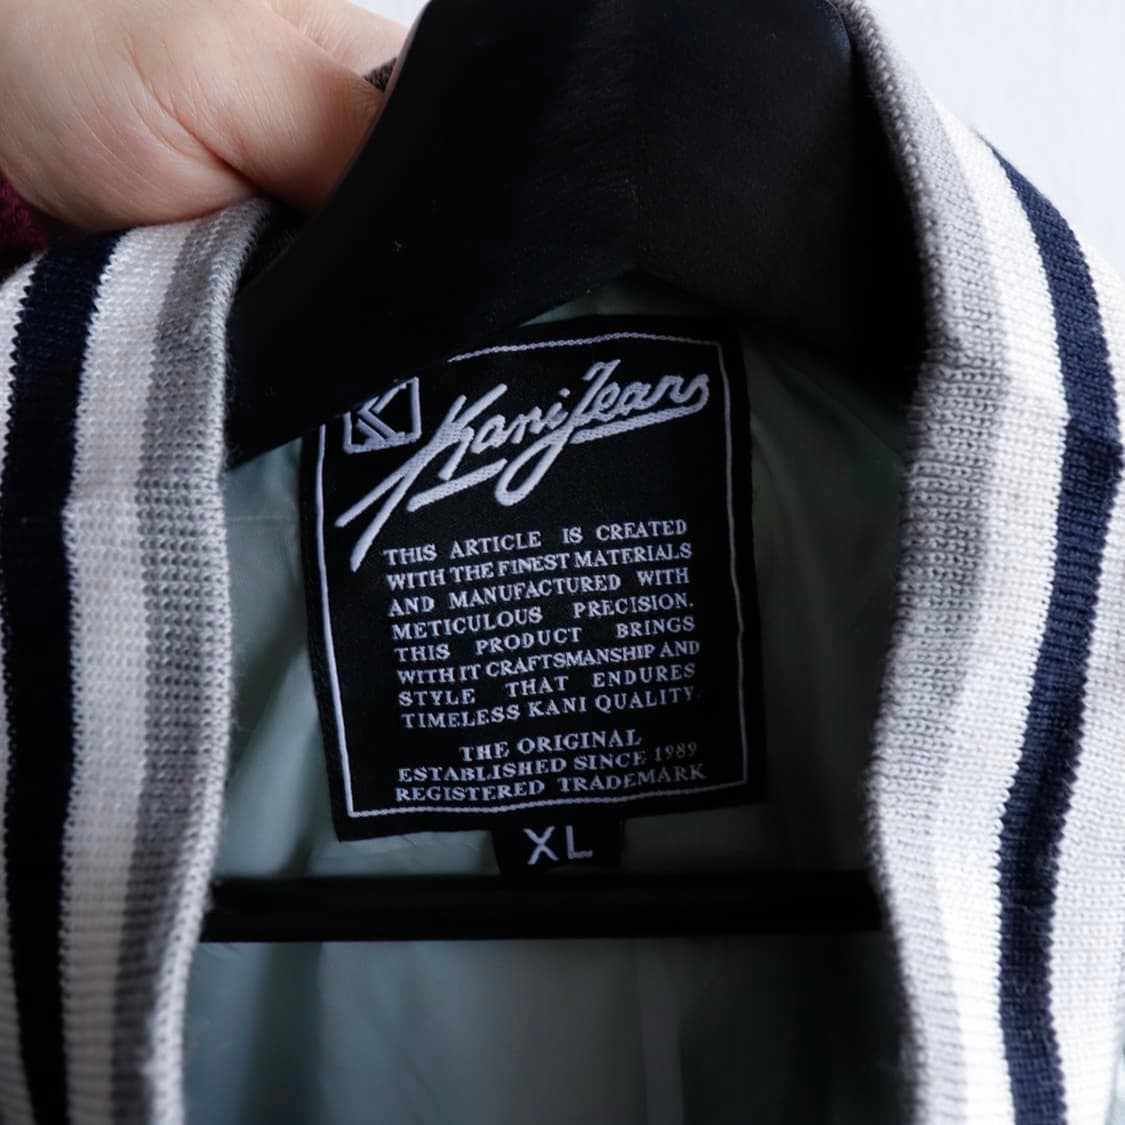 K Kani Jeans
THIS ARTICLE IS CREATED
WITH THE FINEST MATERIALS
AND MANUFACTURED WITH
METICULOUS PRECISION.
THIS PRODUCT BRINGS
WITH IT CRAFTSMANSHIP AND
STYLE THAT ENDURES
TIMELESS KANI QUALITY.
THE ORIGINAL
ESTABLISHED SINCE 1989
REGISTERED TRADEMARK
XL